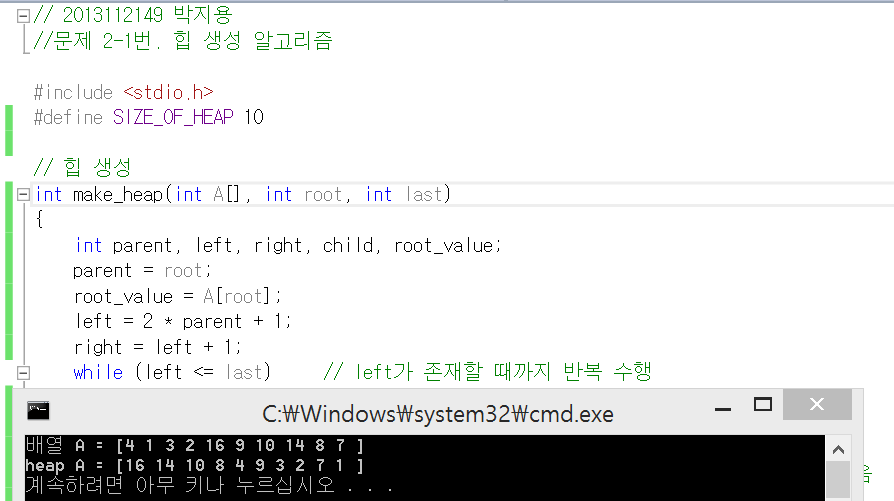 // 2013112149 박지용
//문제 2-1번. 힙 생성 알고리즘
#include <stdio.h>
#define SIZE_OF_HEAP 10
// 힙 생성
int make_heap(int A[], int root, int last)
{
int parent, left, right, child, root_value;
parent = root;
root_value = A[root];
left = 2 * parent + 1;
right = left + 1;
while (left <= last) // left가 존재할 때까지 반복 수행
C:₩Windows₩system32₩cmd.exe
배열 A = [4 1 3 2 16 9 10 14 8 7 ]
heap A = [16 14 10 8 4 9 3 2 7 1 ]
음
계속하려면 아무 키나 누르십시오 . . .